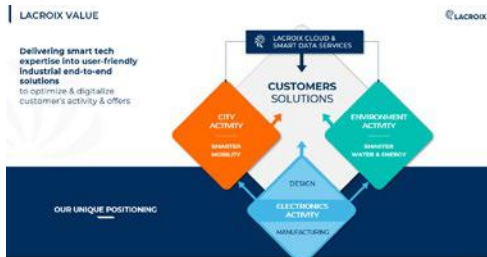 LACROIX VALUE
LACROIX
Delivering smart tech
expertise into user-friendly
industrial end-to-end
solutions
to optimize & digitalize
customer's activity & offers
LACROIX CLOUD &
SMART DATA SERVICES
CUSTOMERS
SOLUTIONS
CITY
ACTIVITY
SMARTER
MOBILITY
ENVIRONMENT
ACTIVITY
SMARTER
WATER & ENERGY
DESIGN
ELECTRONICS
ACTIVITY
MANUFACTURING
OUR UNIQUE POSITIONING